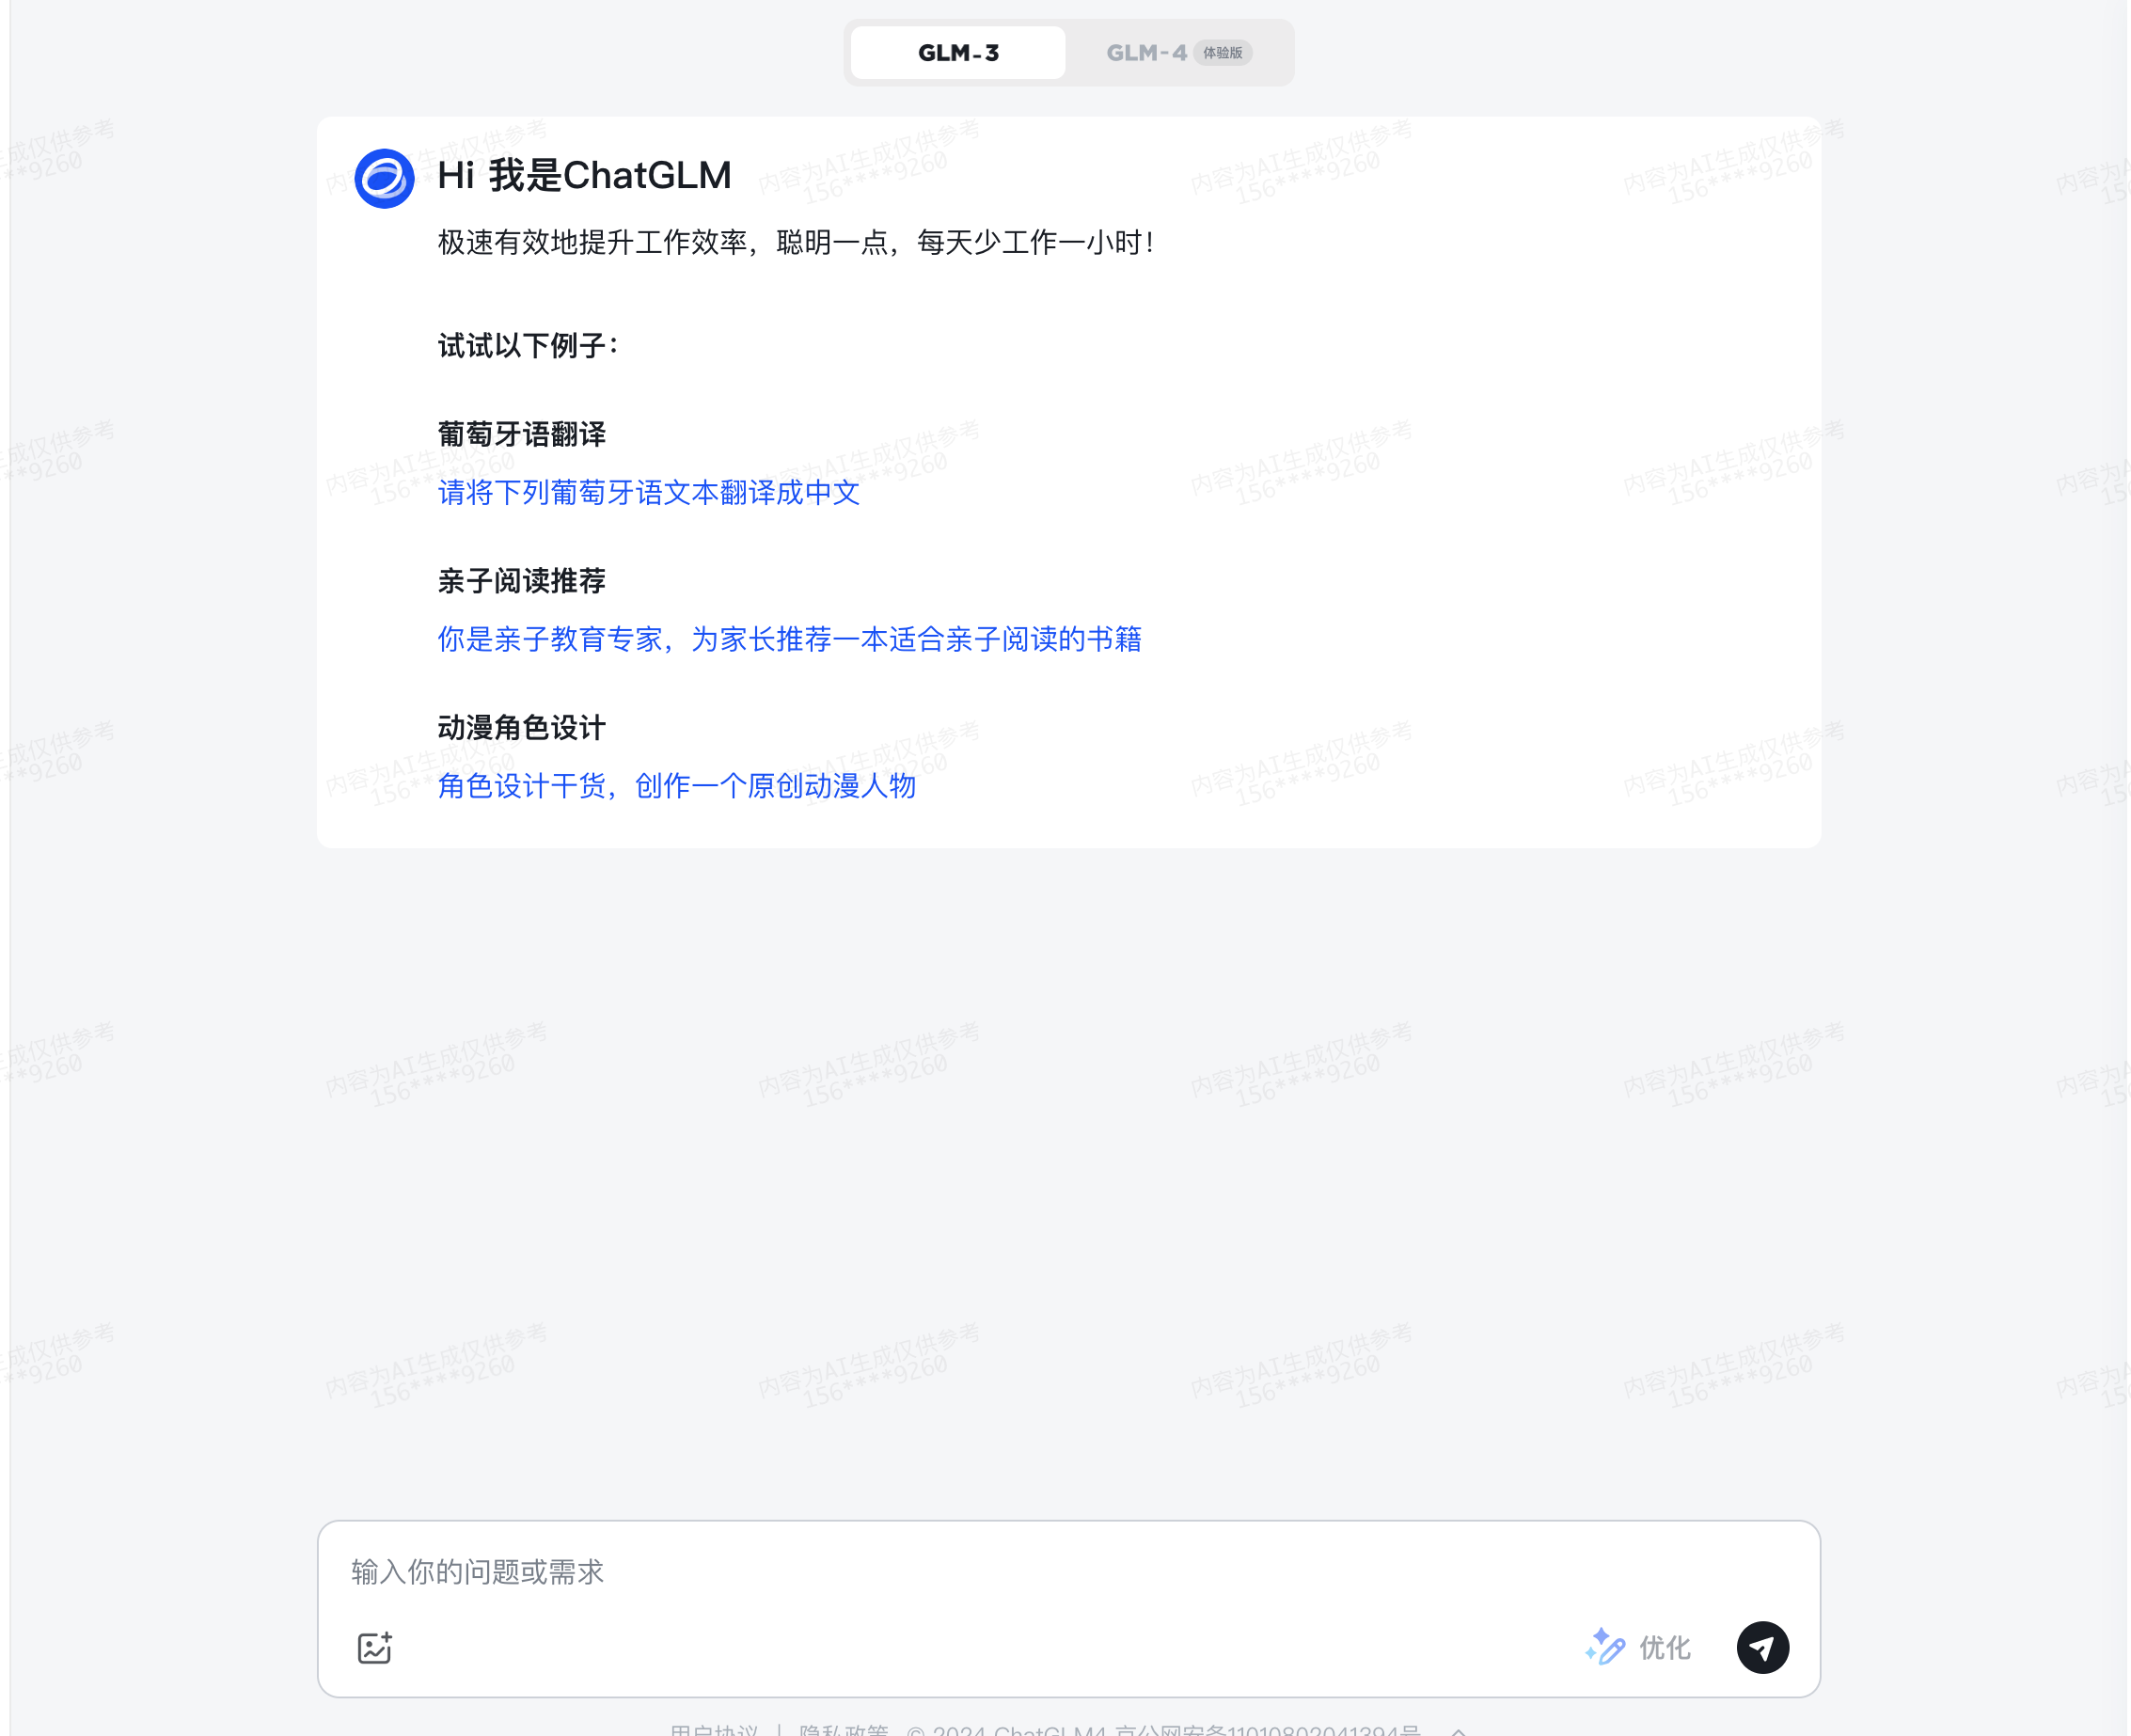 GLM-3
GLM-4 体验版
Hi 我是ChatGLM
极速有效地提升工作效率，聪明一点，每天少工作一小时！
试试以下例子：
葡萄牙语翻译
请将下列葡萄牙语文本翻译成中文
亲子阅读推荐
你是亲子教育专家，为家长推荐一本适合亲子阅读的书籍
动漫角色设计
角色设计干货，创作一个原创动漫人物
内容为AI生成仅供参考
156****9260
输入你的问题或需求
优化
用户协议 | 隐私政策 © 2024 ChatGLM4 京公网安备11010802041394号